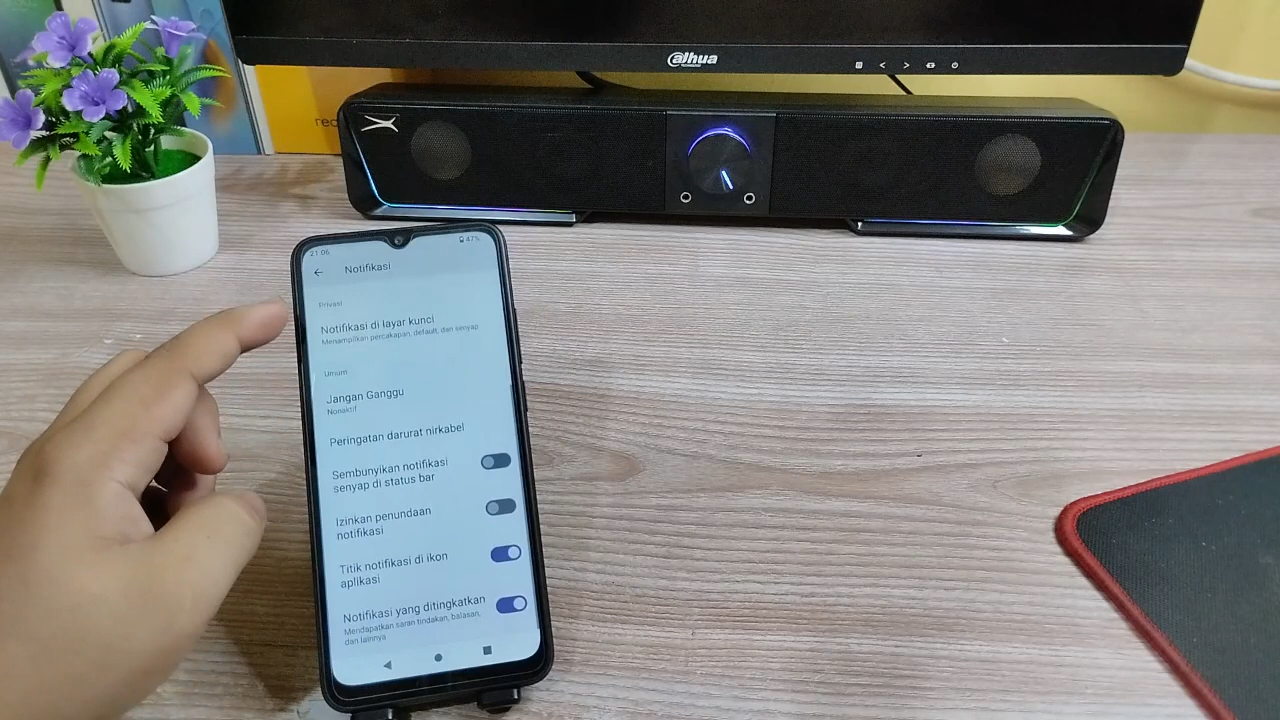 alhua
TECHNOLOGY
rec
21 06
47%
Notifikasi
Privasi
Notifikasi di layar kunci
Menampilkan percakapan, default, dan senyap
Umum
Jangan Ganggu
Nonaktif
Peringatan darurat nirkabel
Sembunyikan notifikasi
senyap di status bar
Izinkan penundaan
notifikasi
Titik notifikasi di ikon
aplikasi
Notifikasi yang ditingkatkan
Mendapatkan saran tindakan, balasan,
dan lainnya